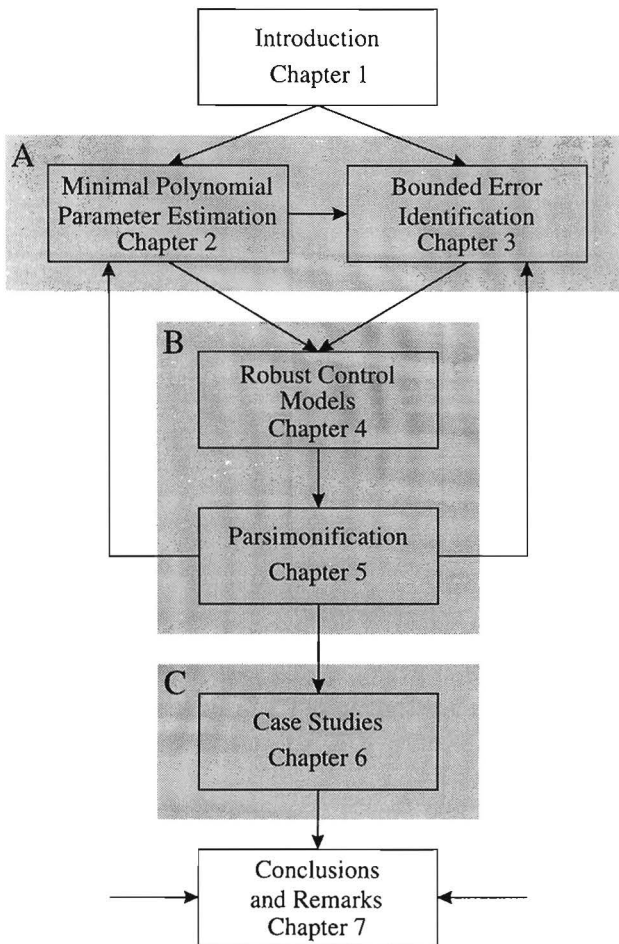 Introduction
Chapter 1
A
Minimal Polynomial
Parameter Estimation
Chapter 2
Bounded Error
Identification
Chapter 3
B
Robust Control
Models
Chapter 4
Parsimonification
Chapter 5
C
Case Studies
Chapter 6
Conclusions
and Remarks
Chapter 7